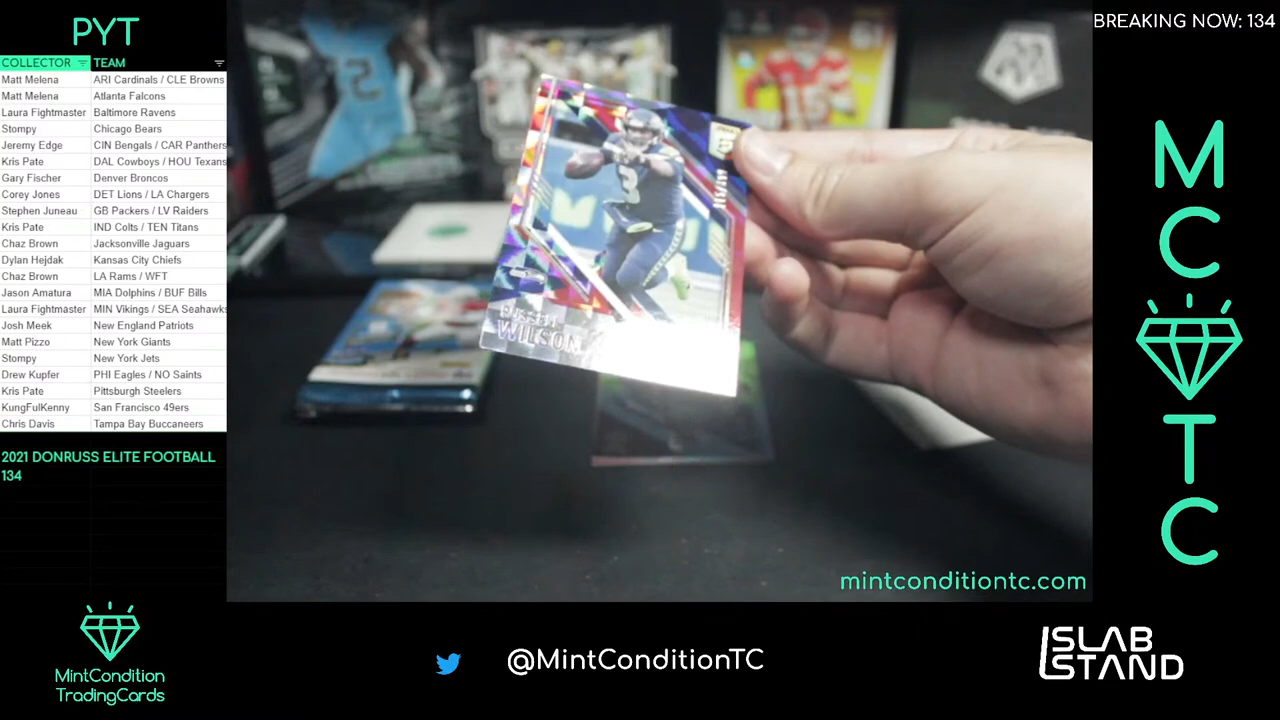 PYT
BREAKING NOW: 134
COLLECTOR TEAM
Matt Melena ARI Cardinals / CLE Browns
Matt Melena Atlanta Falcons
Laura Fightmaster Baltimore Ravens
Stompy Chicago Bears
Jeremy Edge CIN Bengals / CAR Panthers
Kris Pate DAL Cowboys / HOU Texans
Gary Fischer Denver Broncos
Corey Jones DET Lions / LA Chargers
Stephen Juneau GB Packers / LV Raiders
Kris Pate IND Colts / TEN Titans
Chaz Brown Jacksonville Jaguars
Dylan Hejdak Kansas City Chiefs
Chaz Brown LA Rams / WFT
Jason Amatura MIA Dolphins / BUF Bills
Laura Fightmaster MIN Vikings / SEA Seahawks
Josh Meek New England Patriots
Matt Pizzo New York Giants
Stompy New York Jets
Drew Kupfer PHI Eagles / NO Saints
Kris Pate Pittsburgh Steelers
KungFulKenny San Francisco 49ers
Chris Davis Tampa Bay Buccaneers
2021 DONRUSS ELITE FOOTBALL
134
3
RUSSELL
WILSON
15
mintconditiontc.com
M
C
T
C
MintCondition
TradingCards
@MintConditionTC
SLAB
STAND